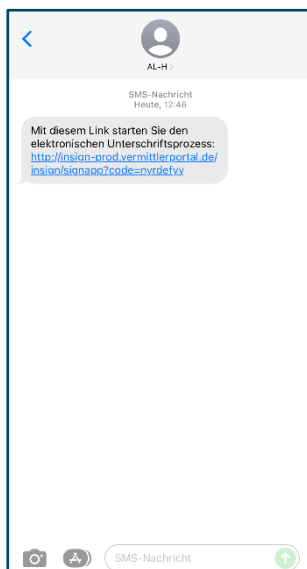 AL-H
SMS-Nachricht
Heute, 12:46
Mit diesem Link starten Sie den
elektronischen Unterschriftsprozess:
http://insign-prod.vermittlerportal.de/
insign/signapp?code=nyrdefyy
SMS-Nachricht